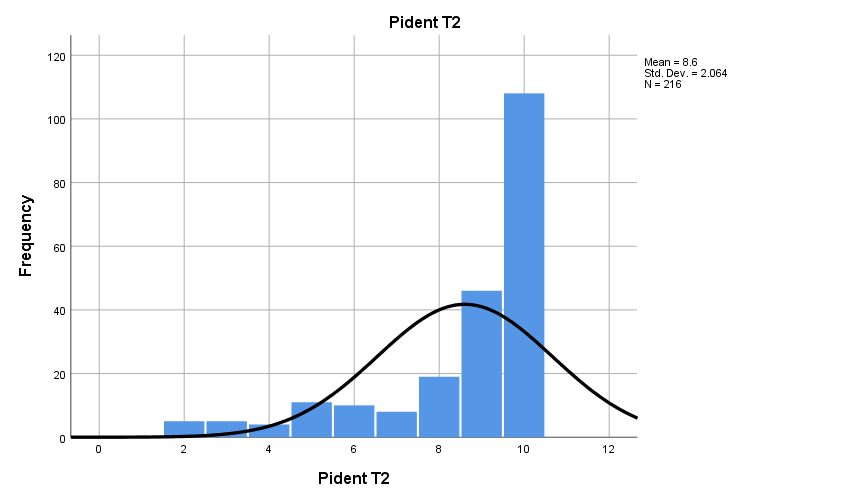 Pident T2
Mean = 8.6
Std. Dev. = 2.064
N = 216
120
100
80
60
40
20
0
Frequency
0 2 4 6 8 10 12
Pident T2